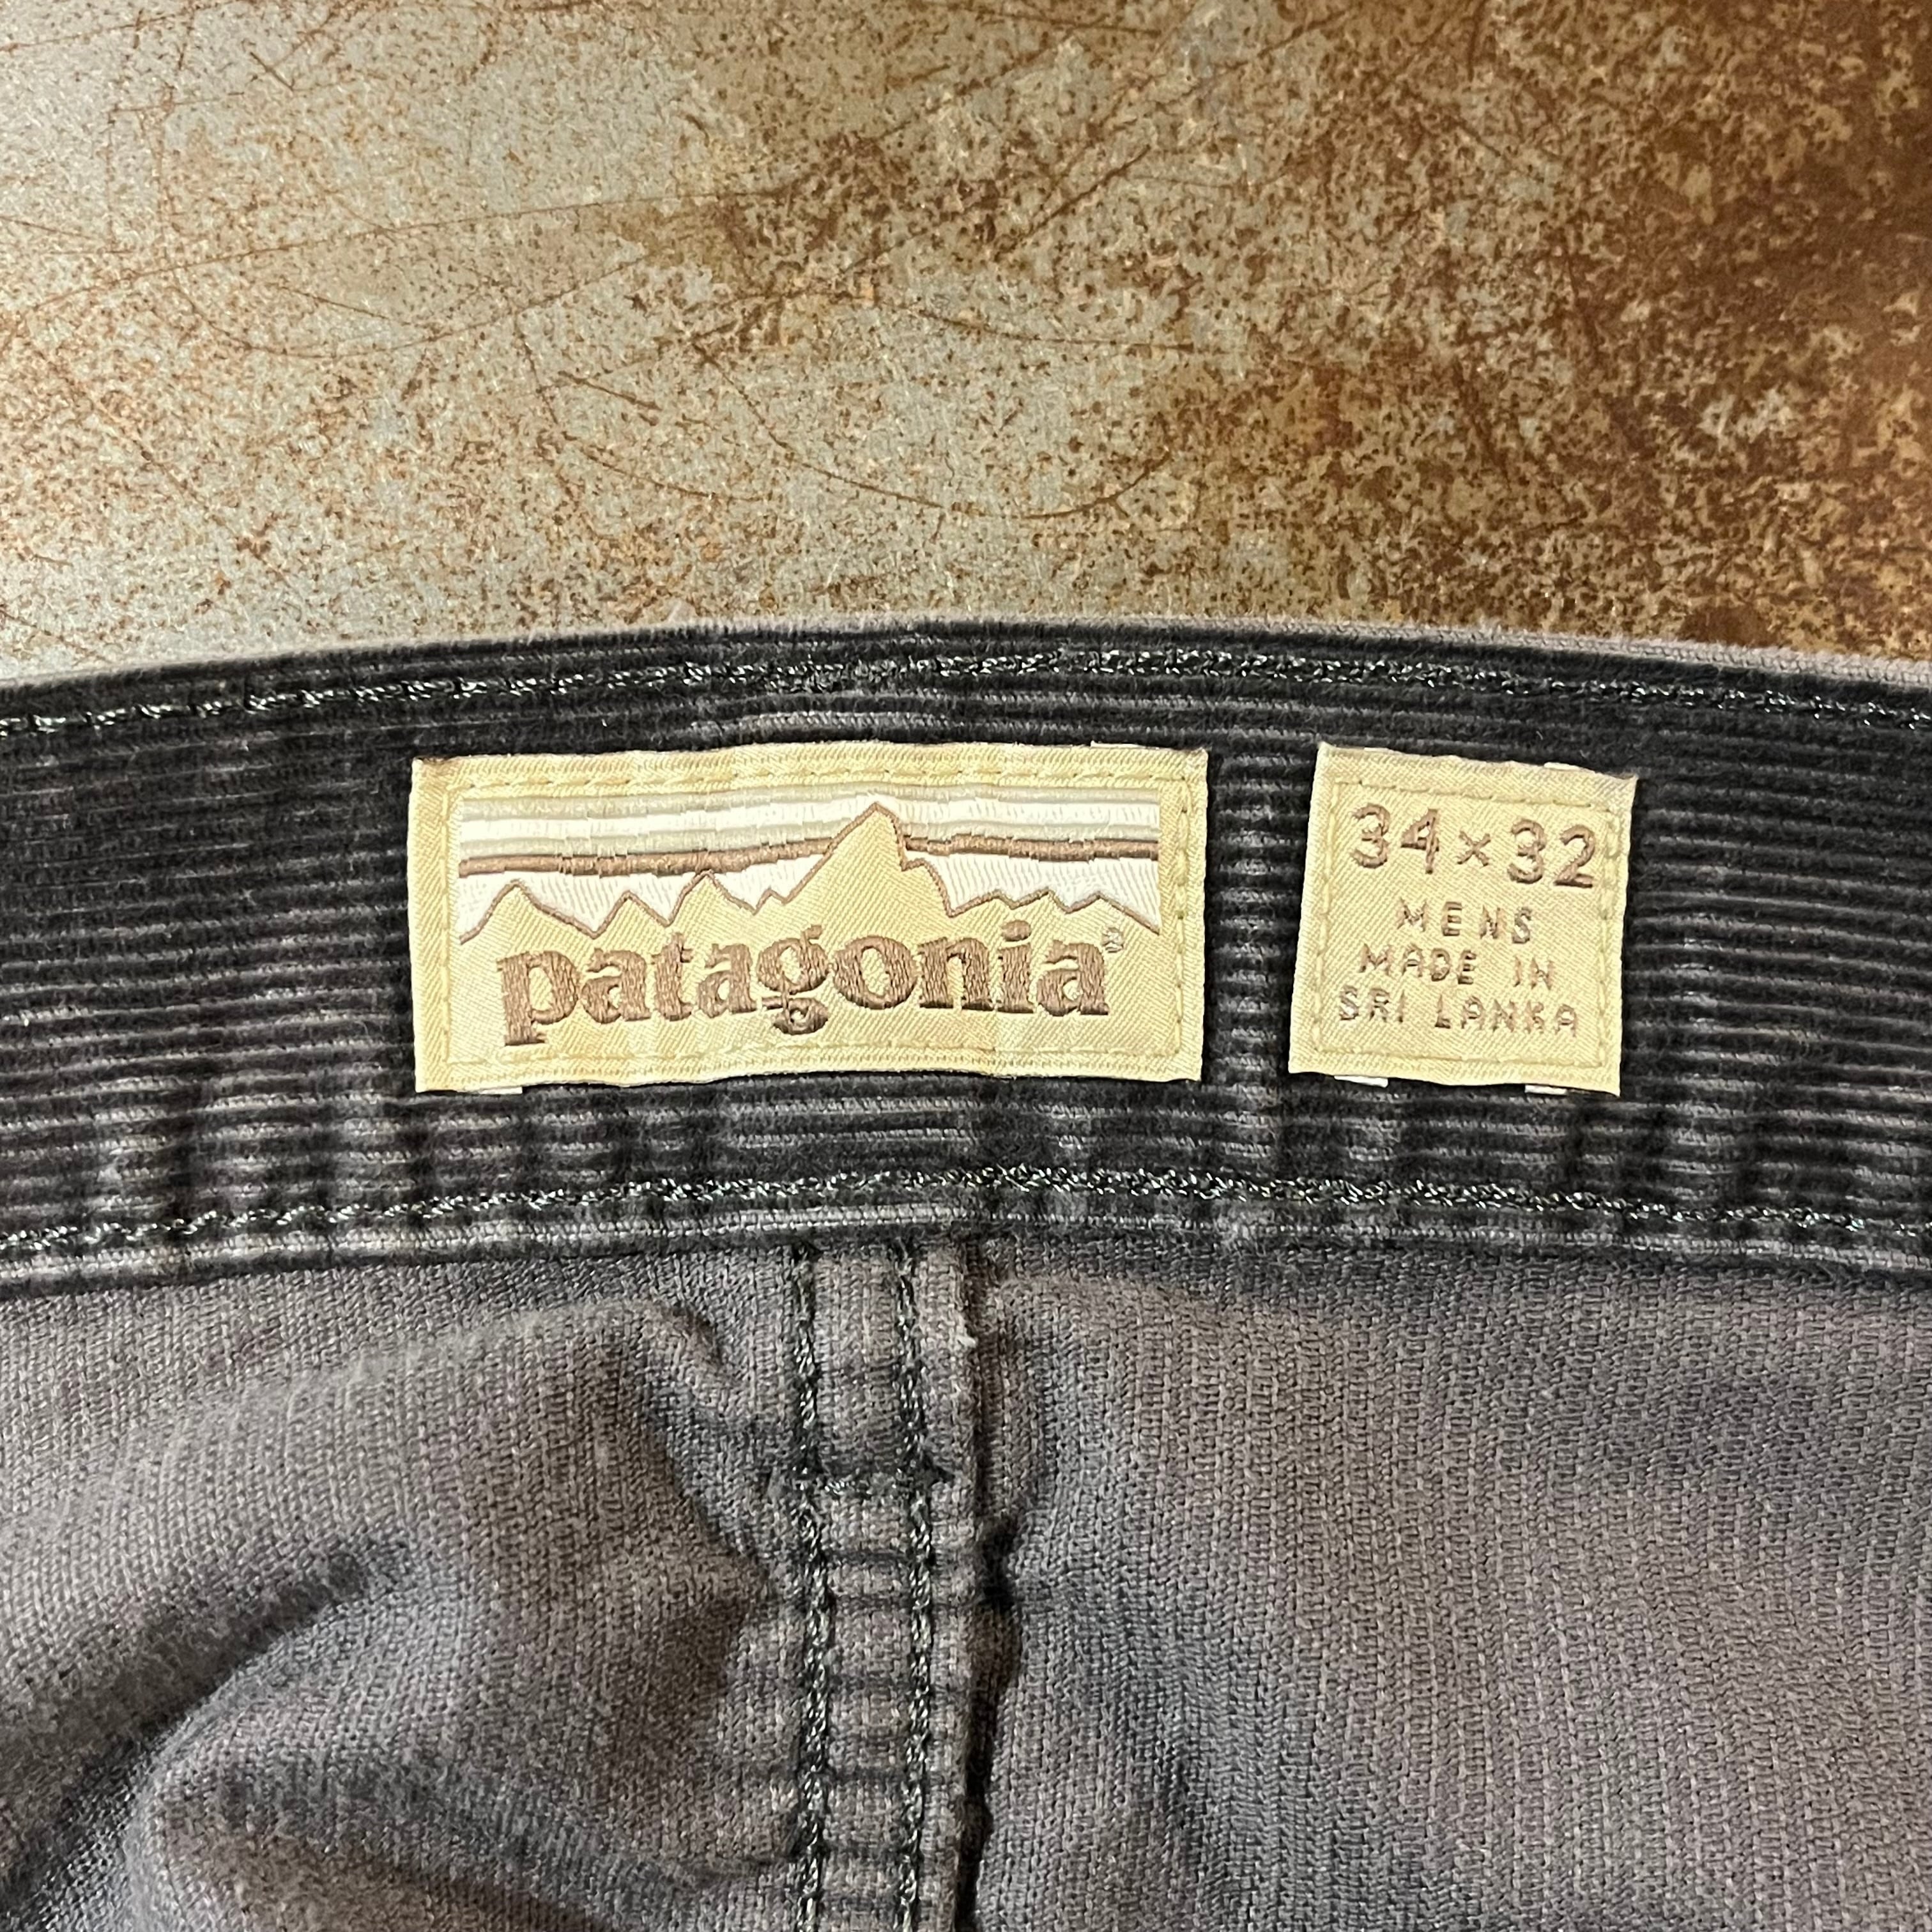 patagonia®
34×32
MENS
MADE IN
SRI LANKA